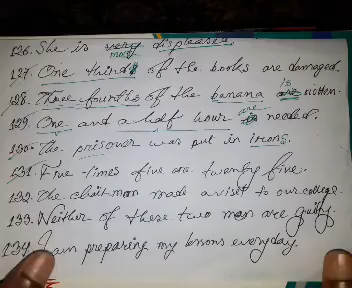 126. She is very displeased.
much
127. One third of the books are damaged.
128. Three fourths of the banana are rotten.
is
129. One and a half hour is needed.
are
130. The prisoner was put in irons.
131. Five times five are twenty five.
132. The chairman made a visit to our college.
133. Neither of these two men are guilty.
134. I am preparing my lessons everyday.